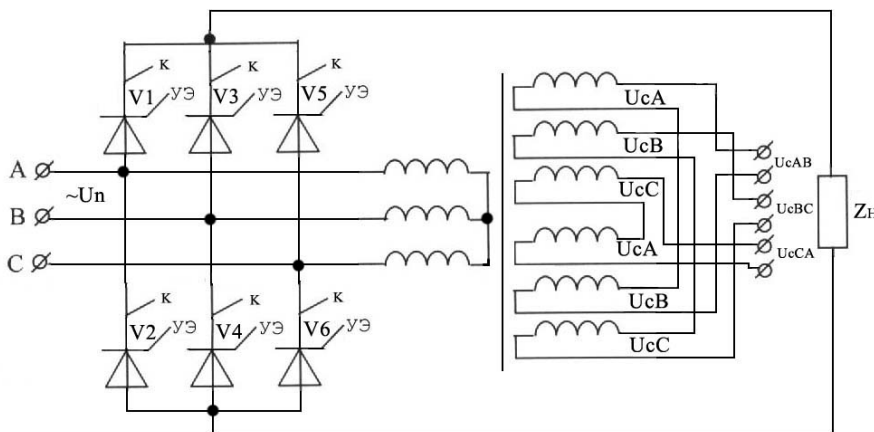 К К К
V1 УЭ V3 УЭ V5 УЭ
A
~Uп
B
C
К К К
V2 УЭ V4 УЭ V6 УЭ
UcA
UcB
UcC
UcA
UcB
UcC
UcAB
UcBC
UcCA
Zн